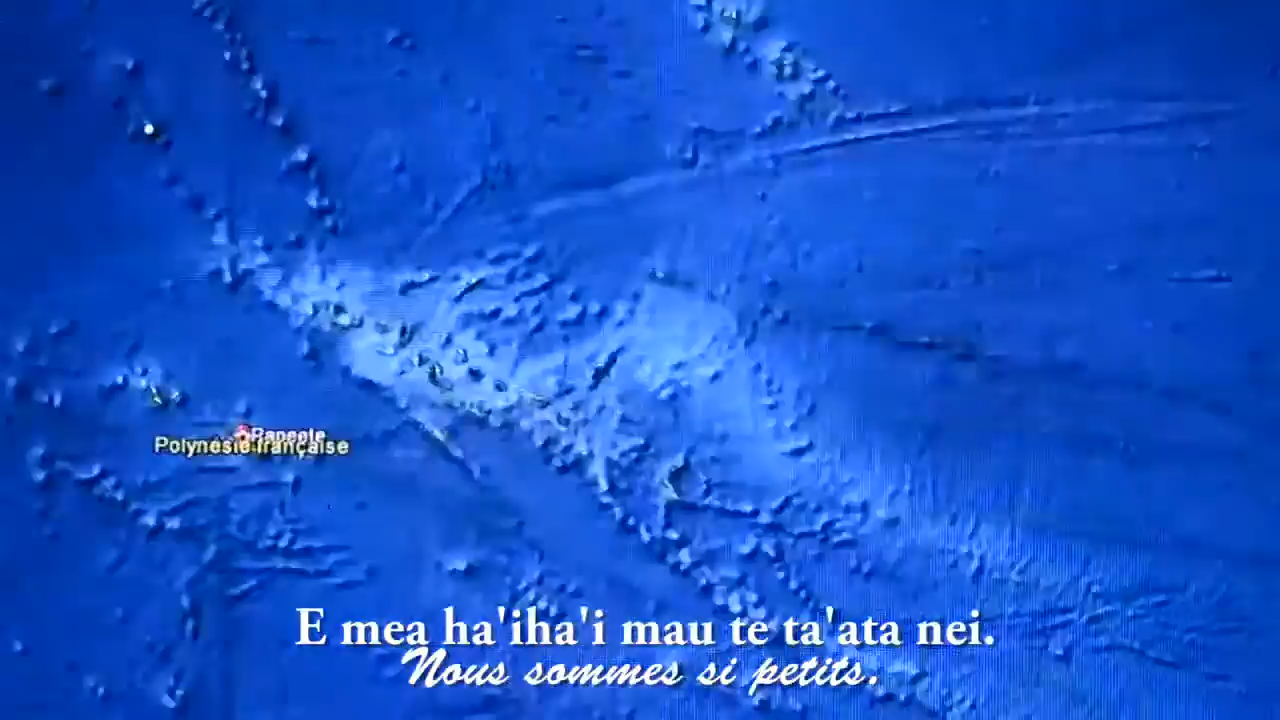 Papeete
Polynésie française
E mea ha'iha'i mau te ta'ata nei.
Nous sommes si petits.